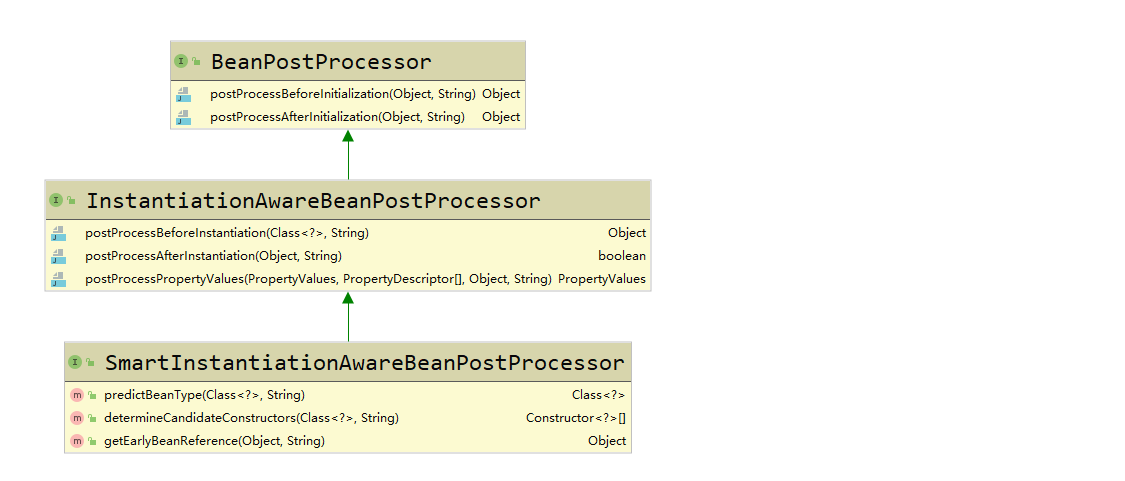 BeanPostProcessor
postProcessBeforeInitialization(Object, String) Object
postProcessAfterInitialization(Object, String) Object
InstantiationAwareBeanPostProcessor
postProcessBeforeInstantiation(Class<?>, String) Object
postProcessAfterInstantiation(Object, String) boolean
postProcessPropertyValues(PropertyValues, PropertyDescriptor[], Object, String) PropertyValues
SmartInstantiationAwareBeanPostProcessor
predictBeanType(Class<?>, String) Class<?>
determineCandidateConstructors(Class<?>, String) Constructor<?>[]
getEarlyBeanReference(Object, String) Object